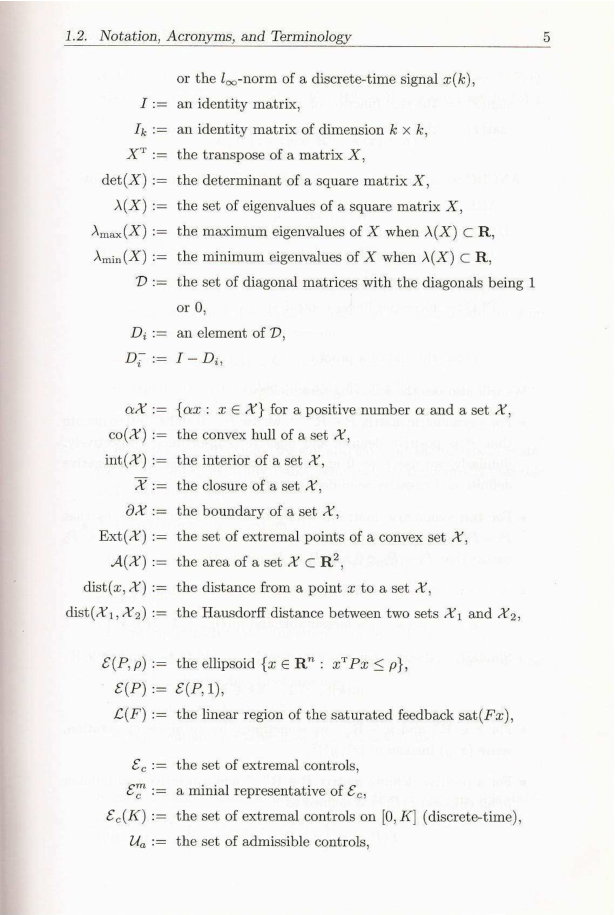 1.2. Notation, Acronyms, and Terminology 5
or the l∞-norm of a discrete-time signal x(k),
I := an identity matrix,
Iₖ := an identity matrix of dimension k × k,
Xᵀ := the transpose of a matrix X,
det(X) := the determinant of a square matrix X,
λ(X) := the set of eigenvalues of a square matrix X,
λmax(X) := the maximum eigenvalues of X when λ(X) ⊂ R,
λmin(X) := the minimum eigenvalues of X when λ(X) ⊂ R,
𝒟 := the set of diagonal matrices with the diagonals being 1
or 0,
Dᵢ := an element of 𝒟,
Dᵢ⁻ := I − Dᵢ,
α𝒳 := {αx : x ∈ 𝒳} for a positive number α and a set 𝒳,
co(𝒳) := the convex hull of a set 𝒳,
int(𝒳) := the interior of a set 𝒳,
𝒳̅ := the closure of a set 𝒳,
∂𝒳 := the boundary of a set 𝒳,
Ext(𝒳) := the set of extremal points of a convex set 𝒳,
𝒜(𝒳) := the area of a set 𝒳 ⊂ R²,
dist(x, 𝒳) := the distance from a point x to a set 𝒳,
dist(𝒳₁, 𝒳₂) := the Hausdorff distance between two sets 𝒳₁ and 𝒳₂,
ℰ(P, ρ) := the ellipsoid {x ∈ Rⁿ : xᵀPx ≤ ρ},
ℰ(P) := ℰ(P, 1),
ℒ(F) := the linear region of the saturated feedback sat(Fx),
ℰc := the set of extremal controls,
ℰcᵐ := a minial representative of ℰc,
ℰc(K) := the set of extremal controls on [0, K] (discrete-time),
𝒰ₐ := the set of admissible controls,